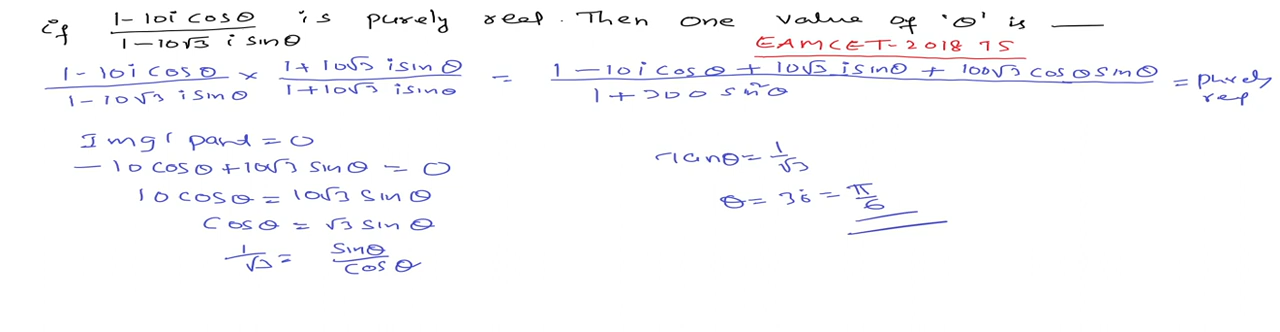 if (1-10i cosθ)/(1-10√3 i sinθ) is purely real. Then one value of 'θ' is ___
EAMCET-2018 TS
(1-10i cosθ)/(1-10√3 i sinθ) × (1+10√3 i sinθ)/(1+10√3 i sinθ) = (1-10i cosθ + 10√3 i sinθ + 100√3 cosθ sinθ)/(1+300 sin²θ) = purely real
Imgl part = 0
-10 cosθ + 10√3 sinθ = 0
10 cosθ = 10√3 sinθ
cosθ = √3 sinθ
1/√3 = sinθ/cosθ
Tanθ = 1/√3
θ = 30° = π/6